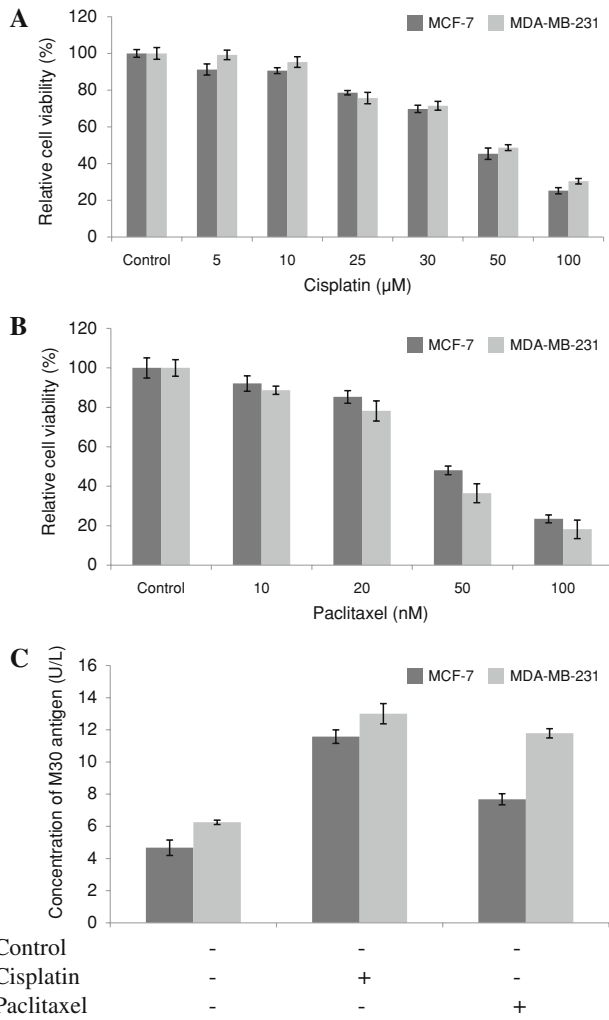 A
MCF-7 MDA-MB-231
Relative cell viability (%)
120
100
80
60
40
20
0
Control 5 10 25 30 50 100
Cisplatin (µM)
B
MCF-7 MDA-MB-231
Relative cell viability (%)
120
100
80
60
40
20
0
Control 10 20 50 100
Paclitaxel (nM)
C
MCF-7 MDA-MB-231
Concentration of M30 antigen (U/L)
16
14
12
10
8
6
4
2
0
Control - - -
Cisplatin - + -
Paclitaxel - - +